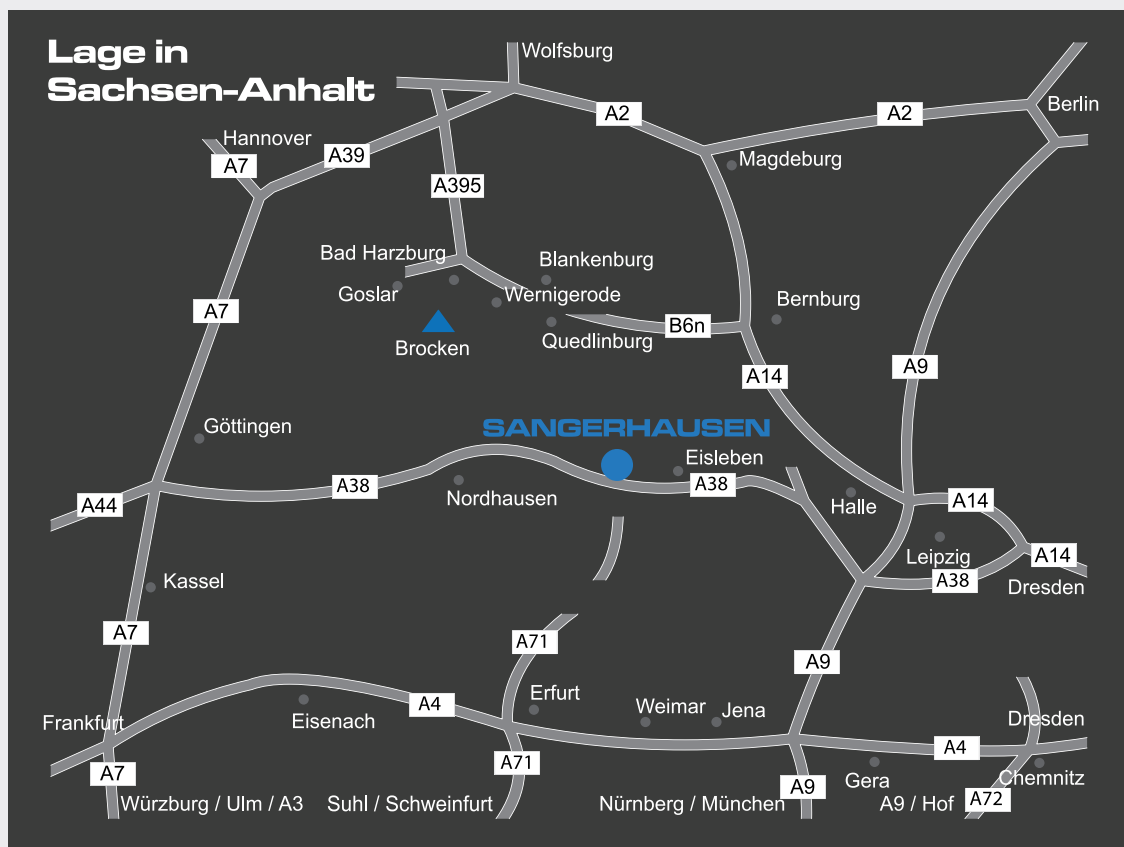 Lage in
Sachsen-Anhalt
Wolfsburg
Berlin
A2
A2
Hannover
A39
A7
Magdeburg
A395
Bad Harzburg
Blankenburg
Goslar
Wernigerode
Bernburg
A7
B6n
Quedlinburg
Brocken
A9
A14
Göttingen
SANGERHAUSEN
Eisleben
A38
A38
Nordhausen
Halle
A14
A44
Leipzig
A14
A38
Dresden
Kassel
A7
A71
A9
Erfurt
A4
Weimar
Jena
Eisenach
Frankfurt
Dresden
A4
A7
A71
Gera
Chemnitz
A9
A72
Würzburg / Ulm / A3
Suhl / Schweinfurt
Nürnberg / München
A9 / Hof